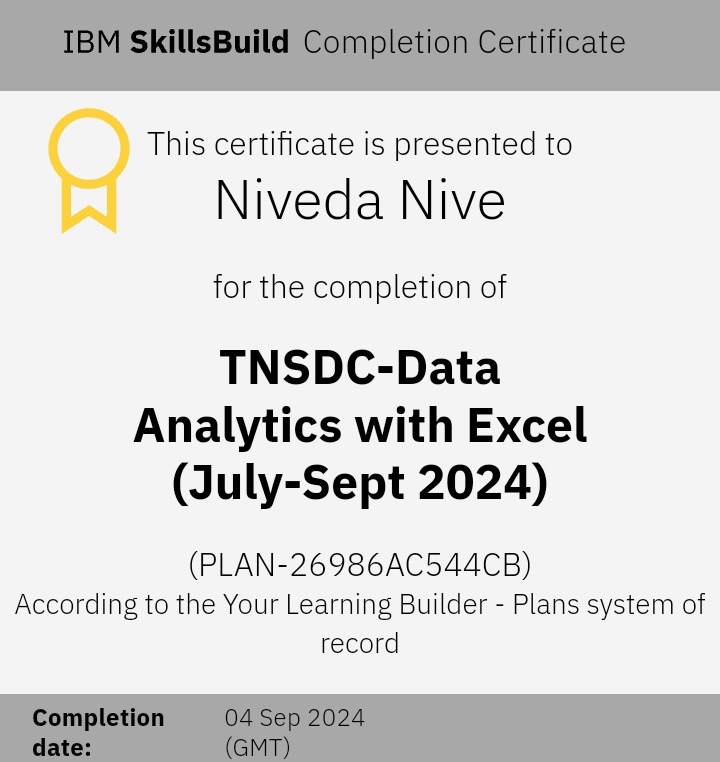 IBM SkillsBuild Completion Certificate
This certificate is presented to
Niveda Nive
for the completion of
TNSDC-Data
Analytics with Excel
(July-Sept 2024)
(PLAN-26986AC544CB)
According to the Your Learning Builder - Plans system of
record
Completion date: 04 Sep 2024 (GMT)